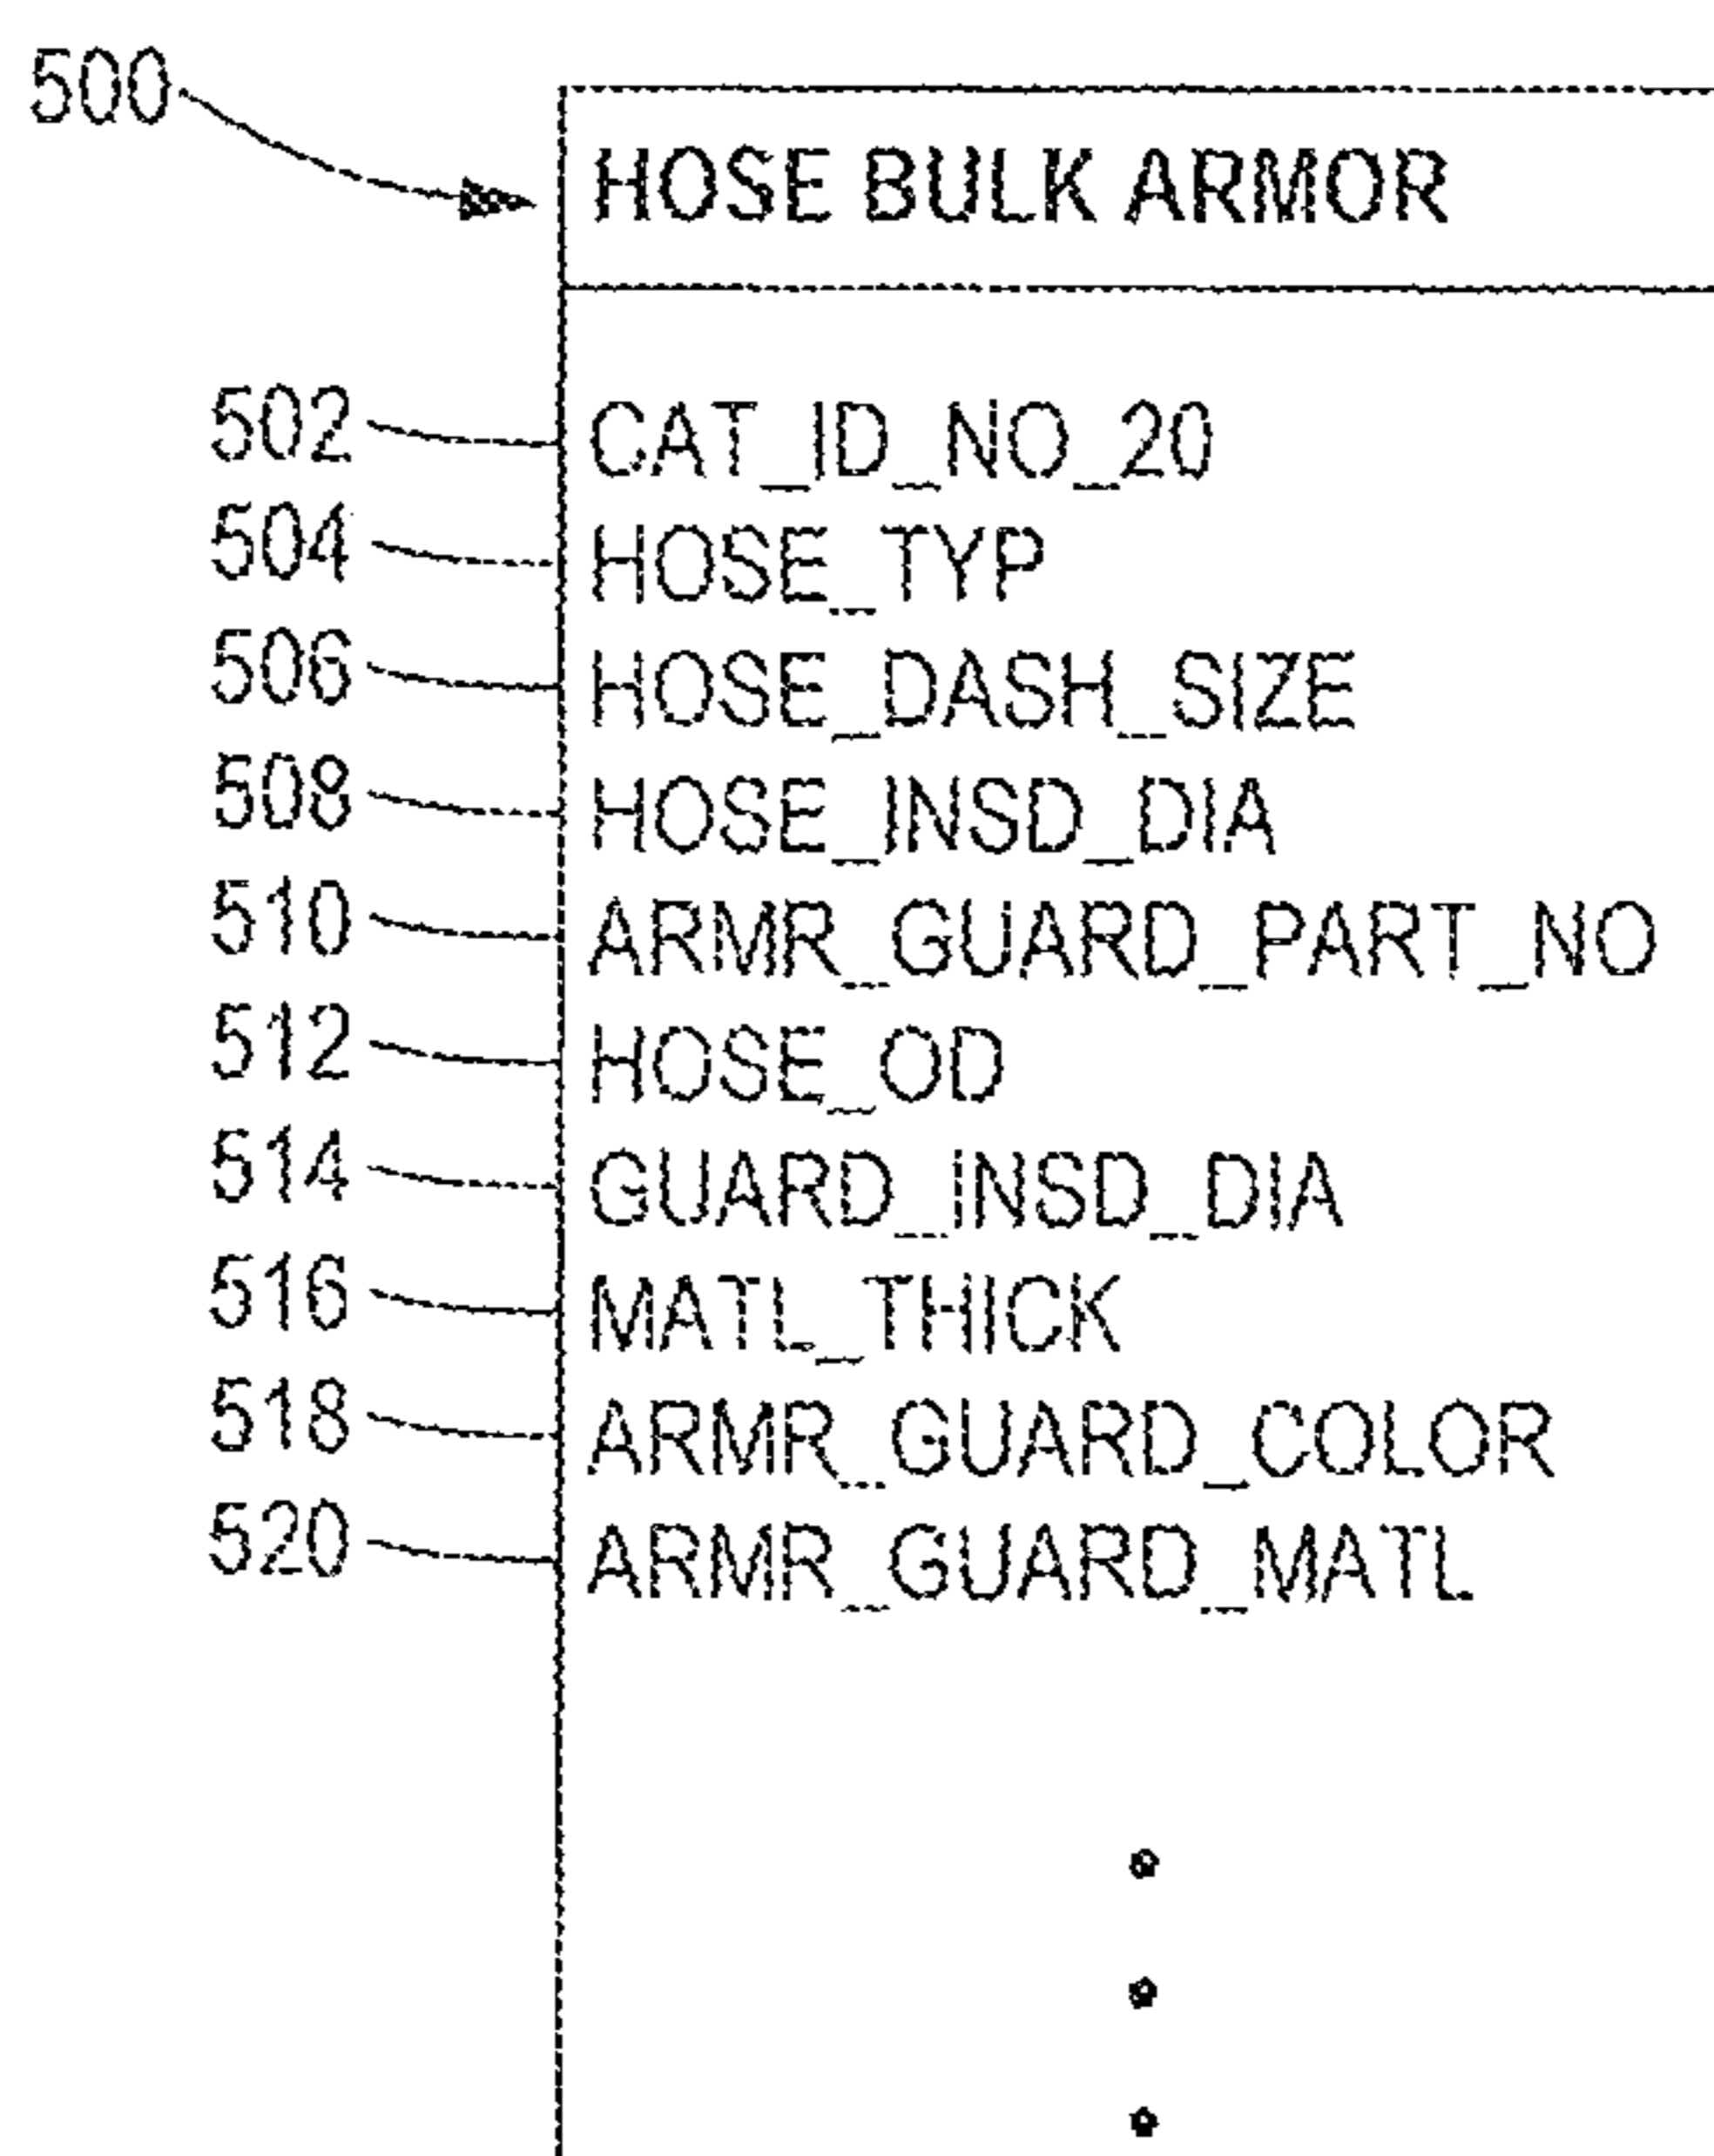 500 HOSE BULK ARMOR
502 CAT_ID_NO_20
504 HOSE_TYP
506 HOSE_DASH_SIZE
508 HOSE_INSD_DIA
510 ARMR_GUARD_PART_NO
512 HOSE_OD
514 GUARD_INSD_DIA
516 MATL_THICK
518 ARMR_GUARD_COLOR
520 ARMR_GUARD_MATL